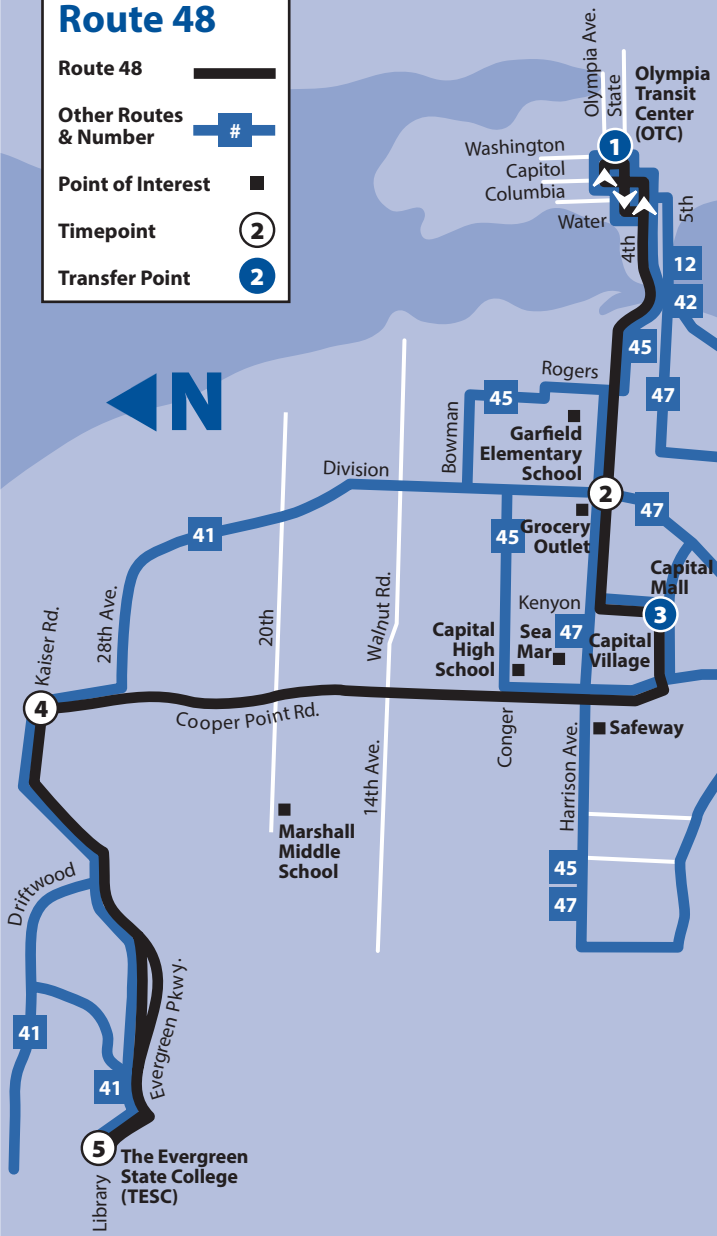 Route 48
Route 48
Other Routes
& Number
#
Point of Interest
Timepoint
2
Transfer Point
2
Olympia Ave.
State
Olympia
Transit
Center
(OTC)
1
Washington
Capitol
Columbia
Water
4th
5th
12
42
45
47
N
Rogers
45
Bowman
Garfield
Elementary
School
Division
2
47
41
45
Grocery
Outlet
Capital
Mall
3
Kenyon
47
Sea
Mar
Capital
Village
Capital
High
School
Kaiser Rd.
28th Ave.
20th
Walnut Rd.
4
Cooper Point Rd.
Conger
Harrison Ave.
Safeway
14th Ave.
Marshall
Middle
School
45
47
Driftwood
Evergreen Pkwy.
41
41
5
The Evergreen
State College
(TESC)
Library